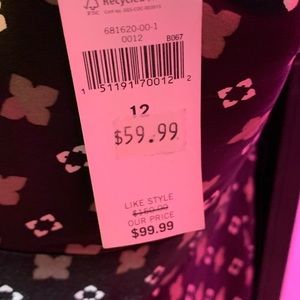 Recycled
681620-00-1
0012 B067
1 51191 70012 2
12
$59.99
LIKE STYLE
$150.00
OUR PRICE
$99.99